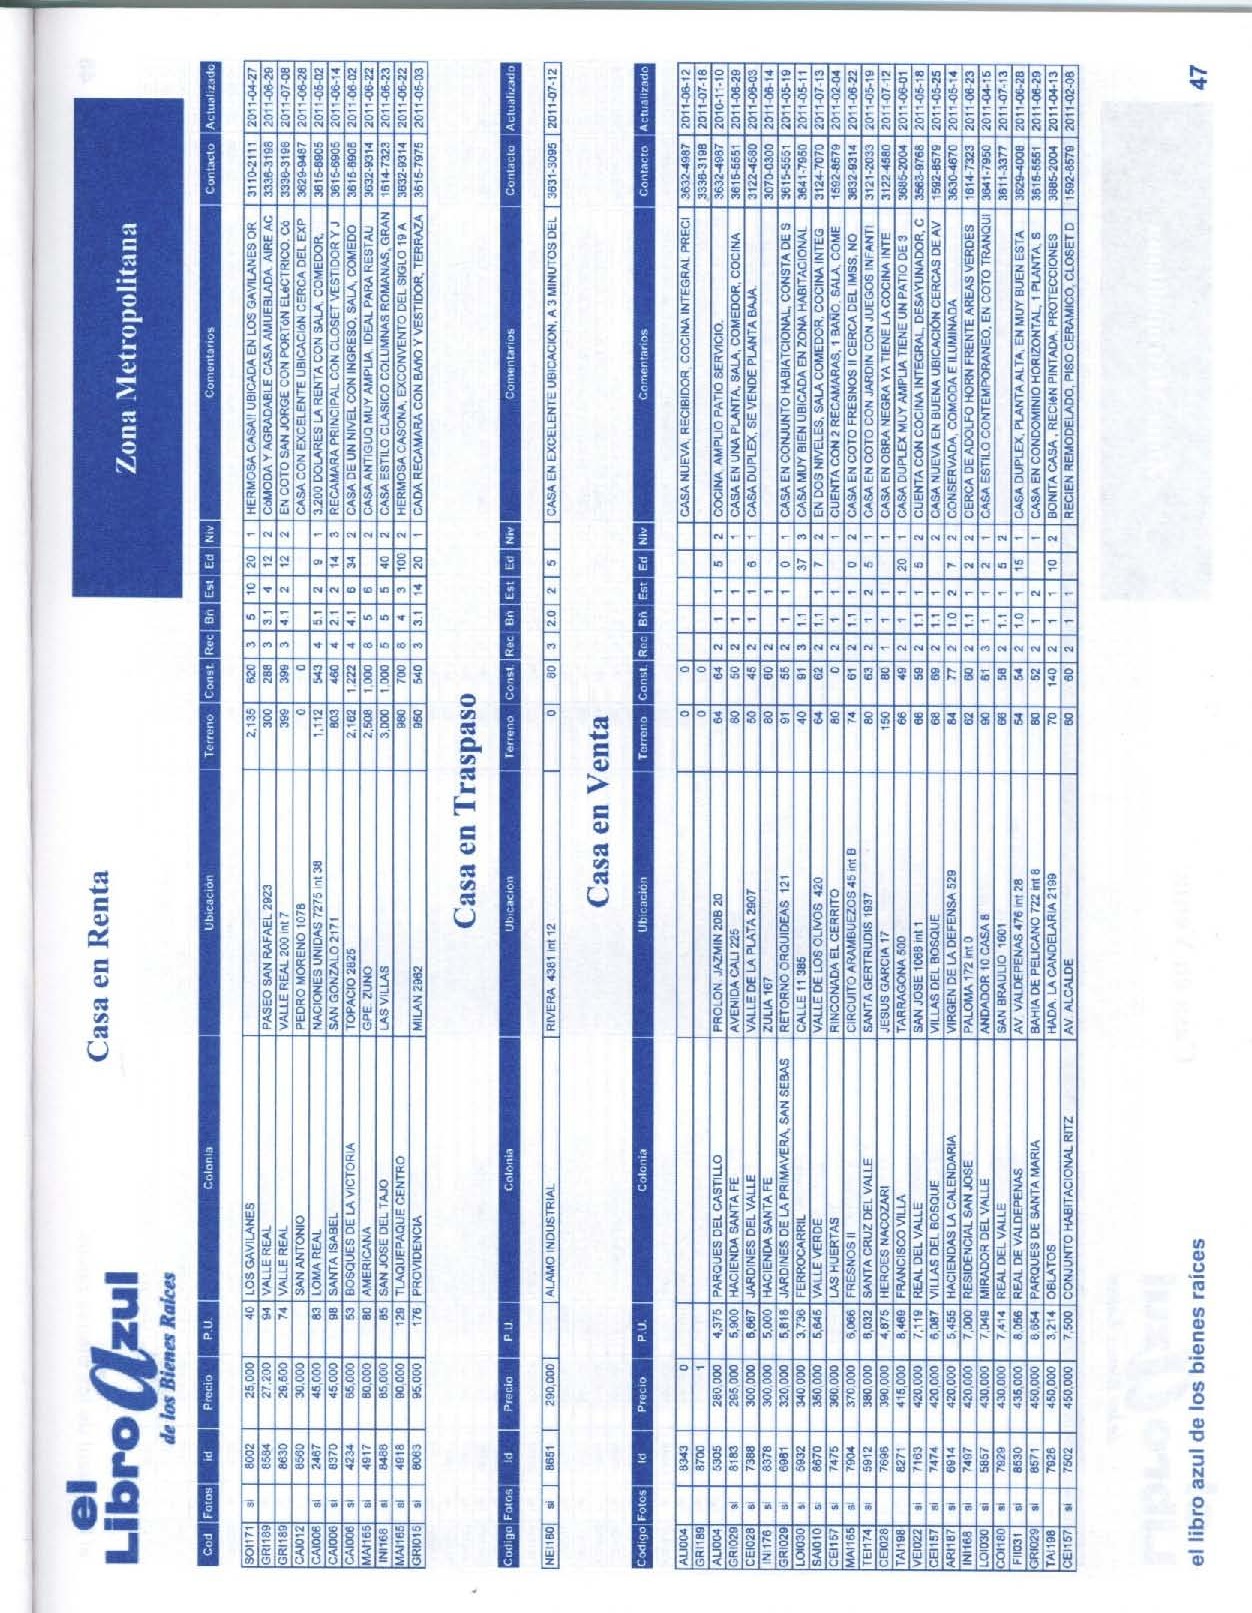 el
Libro azul
de los Bienes Raíces
Casa en Renta
Zona Metropolitana
Cod Fotos id Precio P.U. Colonia Ubicación Terreno Const. Rec Bñ Est Ed Niv Comentarios Contacto Actualizado
SOI171 si 8002 25,000 40 LOS GAVILANES 2,135 620 3 5 10 20 1 HERMOSA CASA!! UBICADA EN LOS GAVILANES OR 3110-2111 2011-04-27
GRI189 8584 27,200 94 VALLE REAL PASEO SAN RAFAEL 2923 300 288 3 3.1 4 12 2 CóMODA Y AGRADABLE CASA AMUEBLADA, AIRE AC 3336-3198 2011-06-29
GRI189 8630 29,500 74 VALLE REAL VALLE REAL 200 int 7 399 399 3 4.1 2 12 2 EN COTO SAN JORGE CON PORTóN ELéCTRICO, Có 3336-3198 2011-07-08
CAI012 8560 30,000 SAN ANTONIO PEDRO MORENO 1078 0 0 CASA CON EXCELENTE UBICACIóN CERCA DEL EXP 3629-9487 2011-06-28
CAI006 si 2467 45,000 83 LOMA REAL NACIONES UNIDAS 7275 int 38 1,112 543 4 5.1 2 9 1 3,200 DOLARES LA RENTA CON SALA, COMEDOR, 3615-8905 2011-05-02
CAI006 si 8370 45,000 98 SANTA ISABEL SAN GONZALO 2171 803 460 4 2.1 2 14 3 RECAMARA PRINCIPAL CON CLOSET VESTIDOR Y J 3615-8905 2011-06-14
CAI006 si 4234 65,000 53 BOSQUES DE LA VICTORIA TOPACIO 2825 2,162 1,222 4 4.1 6 34 2 CASA DE UN NIVEL CON INGRESO, SALA, COMEDO 3615-8905 2011-06-02
MAI165 si 4917 80,000 80 AMERICANA GPE. ZUNO 2,508 1,000 8 5 6 2 CASA ANTIGUQ MUY AMPLIA, IDEAL PARA RESTAU 3632-9314 2011-06-22
INI168 si 8488 85,000 85 SAN JOSE DEL TAJO LAS VILLAS 3,000 1,000 5 5 5 40 2 CASA ESTILO CLASICO COLUMNAS ROMANAS, GRAN 1614-7323 2011-06-23
MAI165 si 4918 90,000 129 TLAQUEPAQUE CENTRO 980 700 8 4 3 100 2 HERMOSA CASONA, EXCONVENTO DEL SIGLO 19 A 3632-9314 2011-06-22
GRI015 si 8063 95,000 176 PROVIDENCIA MILAN 2962 950 540 3 3.1 14 20 1 CADA RECAMARA CON BAñO Y VESTIDOR, TERRAZA 3615-7975 2011-05-03
Casa en Traspaso
Codigo Fotos Id Precio P.U. Colonia Ubicacion Terreno Const. Rec Bñ Est Ed Niv Comentarios Contacto Actualizado
NEI180 si 8651 290,000 ALAMO INDUSTRIAL RIVERA 4381 int 12 0 80 3 2.0 2 5 CASA EN EXCELENTE UBICACION, A 3 MINUTOS DEL 3631-3095 2011-07-12
Casa en Venta
Codigo Fotos Id Precio P.U. Colonia Ubicación Terreno Const. Rec Bñ Est Ed Niv Comentarios Contacto Actualizado
ALI004 8343 0 0 0 CASA NUEVA, RECIBIDOR, COCINA INTEGRAL PRECI 3632-4987 2011-06-12
GRI189 8700 1 0 0 3336-3198 2011-07-18
ALI004 5305 280,000 4,375 PARQUES DEL CASTILLO PROLON. JAZMIN 20B 20 64 64 2 1 1 5 2 COCINA, AMPLIO PATIO SERVICIO, 3632-4987 2010-11-10
GRI029 si 8183 295,000 5,900 HACIENDA SANTA FE AVENIDA CALI 225 60 50 2 1 1 1 CASA EN UNA PLANTA, SALA, COMEDOR, COCINA 3615-5551 2011-06-29
CEI028 si 7388 300,000 6,667 JARDINES DEL VALLE VALLE DE LA PLATA 2907 50 45 2 1 1 6 1 CASA DUPLEX, SE VENDE PLANTA BAJA, 3122-4580 2011-06-03
INI176 si 8378 300,000 5,000 HACIENDA SANTA FE ZULIA 167 60 60 2 1 1 3070-0300 2011-06-14
GRI029 si 6981 320,000 5,818 JARDINES DE LA PRIMAVERA, SAN SEBAS RETORNO ORQUIDEAS 121 91 55 2 1 1 0 1 CASA EN CONJUNTO HABIATCIONAL, CONSTA DE S 3615-5551 2011-05-19
LOI030 si 5932 340,000 3,736 FERROCARRIL CALLE 11 385 40 91 3 1.1 37 3 CASA MUY BIEN UBICADA EN ZONA HABITACIONAL 3641-7950 2011-05-11
SAI010 si 8670 350,000 5,645 VALLE VERDE VALLE DE LOS OLIVOS 420 64 62 2 1.1 1 7 2 EN DOS NIVELES, SALA COMEDOR, COCINA INTEG 3124-7070 2011-07-13
CEI157 si 7475 360,000 LAS HUERTAS RINCONADA EL CERRITO 80 0 2 1 1 1 CUENTA CON 2 RECAMARAS, 1 BAÑO, SALA, COME 1592-8579 2011-02-04
MAI165 si 7904 370,000 6,066 FRESNOS II CIRCUITO ARAMBUEZOS 45 int B 74 61 2 1.1 1 0 2 CASA EN COTO FRESNOS II CERCA DEL IMSS, NO 3632-9314 2011-06-22
TEI174 si 5912 380,000 6,032 SANTA CRUZ DEL VALLE SANTA GERTRUDIS 1937 80 63 2 1 2 5 1 CASA EN COTO CON JARDIN CON JUEGOS INFANTI 3121-2033 2011-05-19
CEI028 7696 390,000 4,875 HEROES NACOZARI JESUS GARCIA 17 150 80 1 1 1 1 CASA EN OBRA NEGRA YA TIENE LA COCINA INTE 3122-4580 2011-07-12
TAI198 8271 415,000 8,469 FRANCISCO VILLA TARRAGONA 500 66 49 2 1 1 20 1 CASA DUPLEX MUY AMPLIA TIENE UN PATIO DE 3 3685-2004 2011-06-01
VEI022 si 7163 420,000 7,119 REAL DEL VALLE SAN JOSE 1068 int 1 66 59 2 1.1 1 5 2 CUENTA CON COCINA INTEGRAL, DESAYUNADOR, C 3563-9768 2011-05-18
CEI157 si 7474 420,000 6,087 VILLAS DEL BOSQUE VILLAS DEL BOSQUE 68 69 2 1.1 1 2 CASA NUEVA EN BUENA UBICACIÓN CERCAS DE AV 1592-8579 2011-05-25
ARI187 si 6914 420,000 5,455 HACIENDAS LA CALENDARIA VIRGEN DE LA DEFENSA 529 84 77 2 1.0 2 7 2 CONSERVADA, COMODA E ILUMINADA 3630-4670 2011-05-14
INI168 si 7497 420,000 7,000 RESIDENCIAL SAN JOSE PALOMA 172 int 0 62 60 2 1.1 1 2 2 CERCA DE ADOLFO HORN FRENTE AREAS VERDES 1614-7323 2011-06-23
LOI030 si 5857 430,000 7,049 MIRADOR DEL VALLE ANDADOR 10 CASA 8 90 61 3 1 1 2 1 CASA ESTILO CONTEMPORANEO, EN COTO TRANQUI 3641-7950 2011-04-15
COI160 si 7929 430,000 7,414 REAL DEL VALLE SAN BRAULIO 1601 66 58 2 1.1 1 5 2 3611-3377 2011-07-13
FII031 si 8530 435,000 8,056 REAL DE VALDEPEÑAS AV. VALDEPEÑAS 476 int 28 54 54 2 1.0 1 15 1 CASA DUPLEX, PLANTA ALTA, EN MUY BUEN ESTA 3629-4008 2011-06-28
GRI029 si 8571 450,000 8,654 PARQUES DE SANTA MARIA BAHIA DE PELICANO 722 int 8 80 52 2 1 2 1 CASA EN CONDOMINIO HORIZONTAL, 1 PLANTA, S 3615-5551 2011-06-29
TAI198 7926 450,000 3,214 OBLATOS HADA. LA CANDELARIA 2199 70 140 2 1 1 10 2 BONITA CASA , RECIéN PINTADA, PROTECCIONES 3685-2004 2011-04-13
CEI157 si 7502 450,000 7,500 CONJUNTO HABITACIONAL RITZ AV. ALCALDE 60 60 2 1 1 RECIEN REMODELADO, PISO CERAMICO, CLOSET D 1592-8579 2011-02-08
el libro azul de los bienes raíces 47